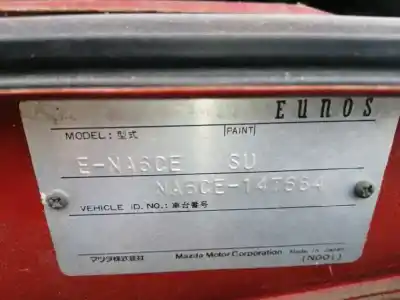 EUNOS
MODEL: 型式 PAINT
E-NA6CE SU
NA6CE-147664
VEHICLE ID. NO.: 車台番号
マツダ株式会社 Mazda Motor Corporation Made in Japan
(N001)